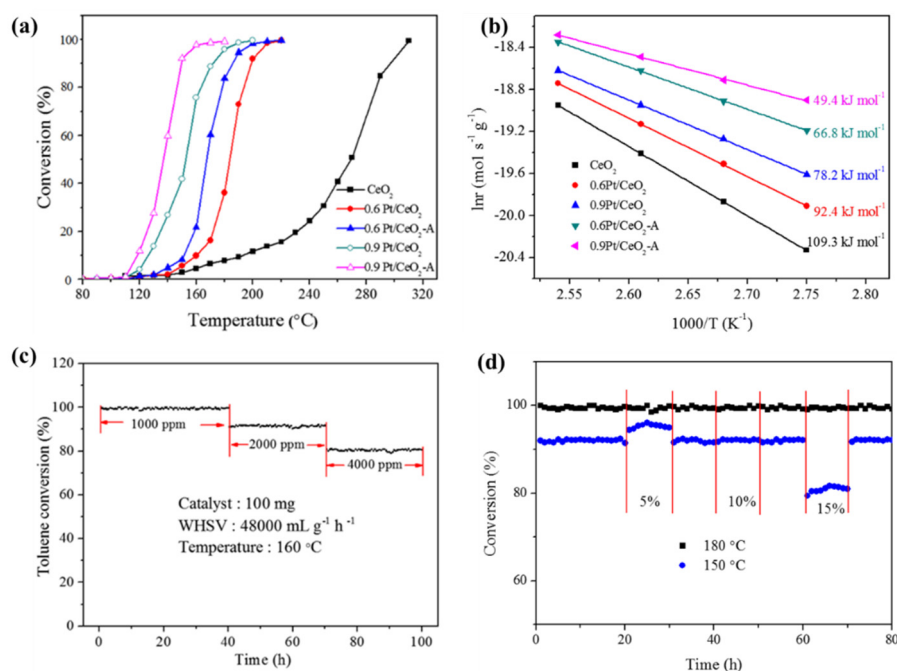 (a)
100
80
60
40
20
0
Conversion (%)
CeO₂
0.6 Pt/CeO₂
0.6 Pt/CeO₂-A
0.9 Pt/CeO₂
0.9 Pt/CeO₂-A
80 120 160 200 240 280 310
Temperature (°C)
(b)
-18.4
-18.8
-19.2
-19.6
-20.0
-20.4
lnr (mol s⁻¹ g⁻¹)
49.4 kJ mol⁻¹
66.8 kJ mol⁻¹
78.2 kJ mol⁻¹
92.4 kJ mol⁻¹
109.3 kJ mol⁻¹
CeO₂
0.6Pt/CeO₂
0.9Pt/CeO₂
0.6Pt/CeO₂-A
0.9Pt/CeO₂-A
2.55 2.60 2.65 2.70 2.75 2.80
1000/T (K⁻¹)
(c)
120
100
80
60
40
20
0
Toluene conversion (%)
1000 ppm
2000 ppm
4000 ppm
Catalyst : 100 mg
WHSV : 48000 mL g⁻¹ h⁻¹
Temperature : 160 °C
0 20 40 60 80 100
Time (h)
(d)
100
80
60
Conversion (%)
5%
10%
15%
180 °C
150 °C
0 20 40 60 80
Time (h)